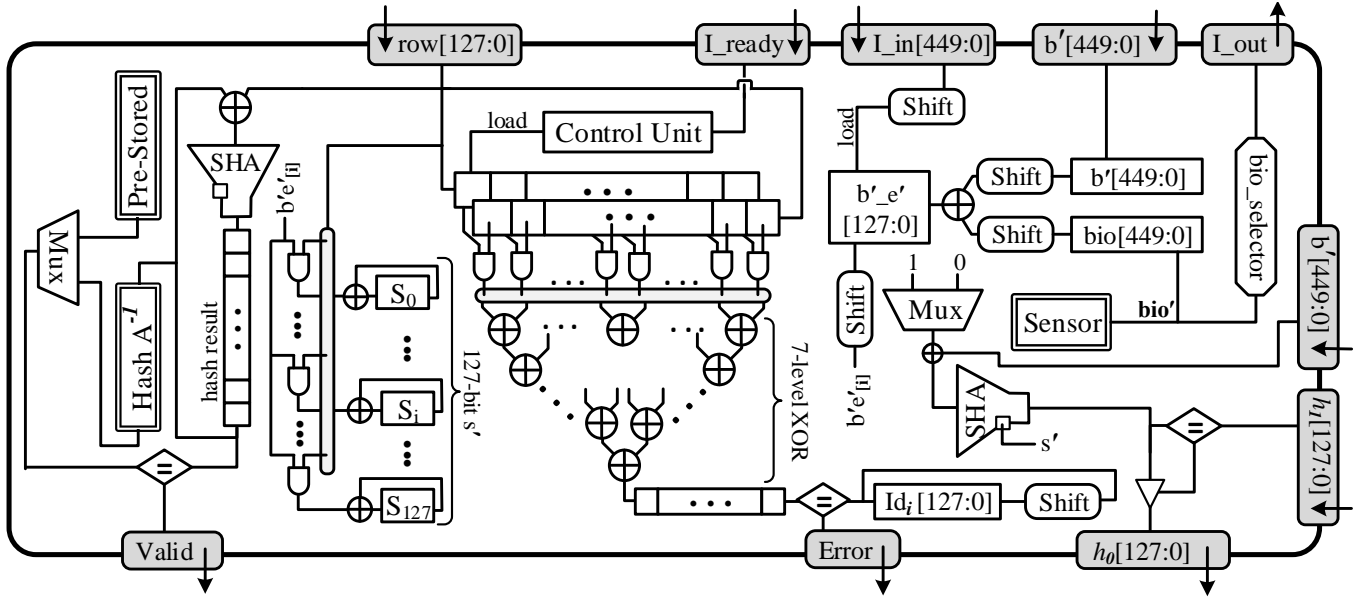 row[127:0]
I_ready
I_in[449:0]
b'[449:0]
I_out
Pre-Stored
SHA
load
Control Unit
Shift
load
Mux
b'e'[i]
b'_e'
[127:0]
Shift
b'[449:0]
Shift
bio[449:0]
bio_selector
b'[449:0]
Hash A⁻¹
hash result
S₀
Sᵢ
S₁₂₇
127-bit s'
7-level XOR
Shift
b'e'[i]
1
0
Mux
Sensor
bio'
SHA
s'
=
h₁[127:0]
=
=
Idᵢ[127:0]
Shift
Valid
Error
h₀[127:0]